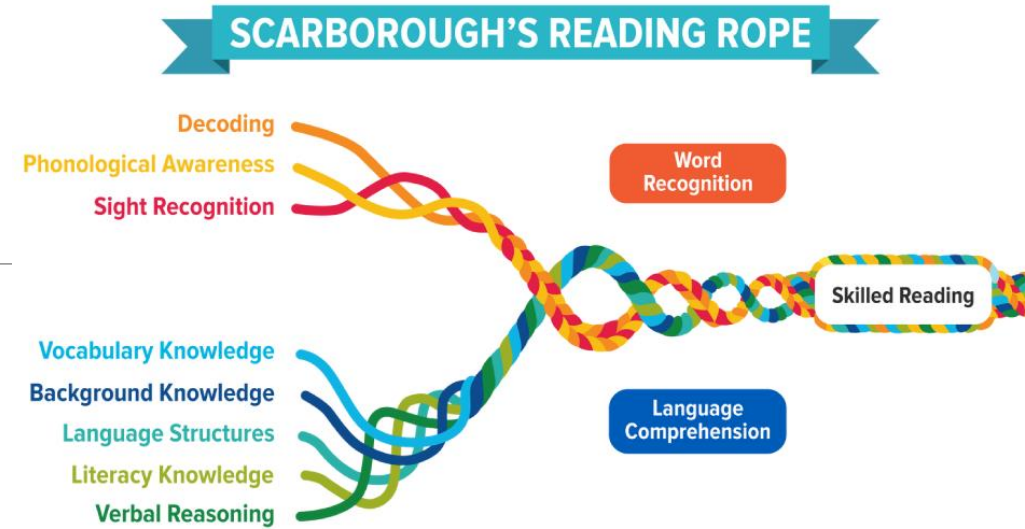 SCARBOROUGH'S READING ROPE
Decoding
Phonological Awareness
Sight Recognition
Word
Recognition
Skilled Reading
Vocabulary Knowledge
Background Knowledge
Language Structures
Literacy Knowledge
Verbal Reasoning
Language
Comprehension